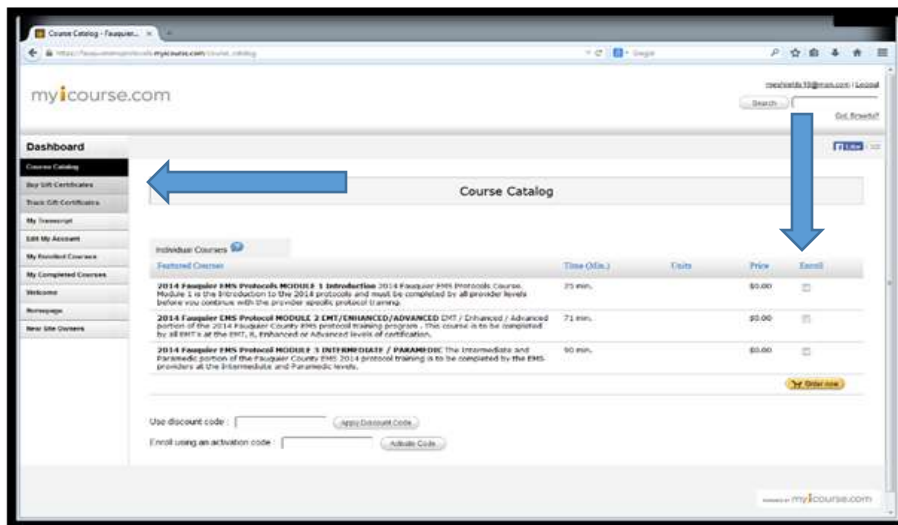 Course Catalog - Fauquier...
Google
myicourse.com
Logout
Search
Got Friends?
Dashboard
Like
Course Catalog
Buy Gift Certificates
Track Gift Certificates
My Transcript
Edit My Account
My Enrolled Courses
My Completed Courses
Welcome
Homepage
New Site Owners
Course Catalog
Individual Courses
Featured Courses Time (Min.) Units Price Enroll
2014 Fauquier EMS Protocols MODULE 1 Introduction 2014 Fauquier EMS Protocols Course. 25 min. $0.00
Module 1 is the Introduction to the 2014 protocols and must be completed by all provider levels
before you continue with the provider specific protocol training.
2014 Fauquier EMS Protocol MODULE 2 EMT/ENHANCED/ADVANCED EMT / Enhanced / Advanced 71 min. $0.00
portion of the 2014 Fauquier County EMS protocol training program . This course is to be completed
by all EMT's at the EMT, B, Enhanced or Advanced levels of certification.
2014 Fauquier EMS Protocol MODULE 3 INTERMEDIATE / PARAMEDIC The Intermediate and 90 min. $0.00
Paramedic portion of the Fauquier County EMS 2014 protocol training is to be completed by the EMS
providers at the Intermediate and Paramedic levels.
Order now
Use discount code : Apply Discount Code
Enroll using an activation code : Activate Code
POWERED BY myicourse.com